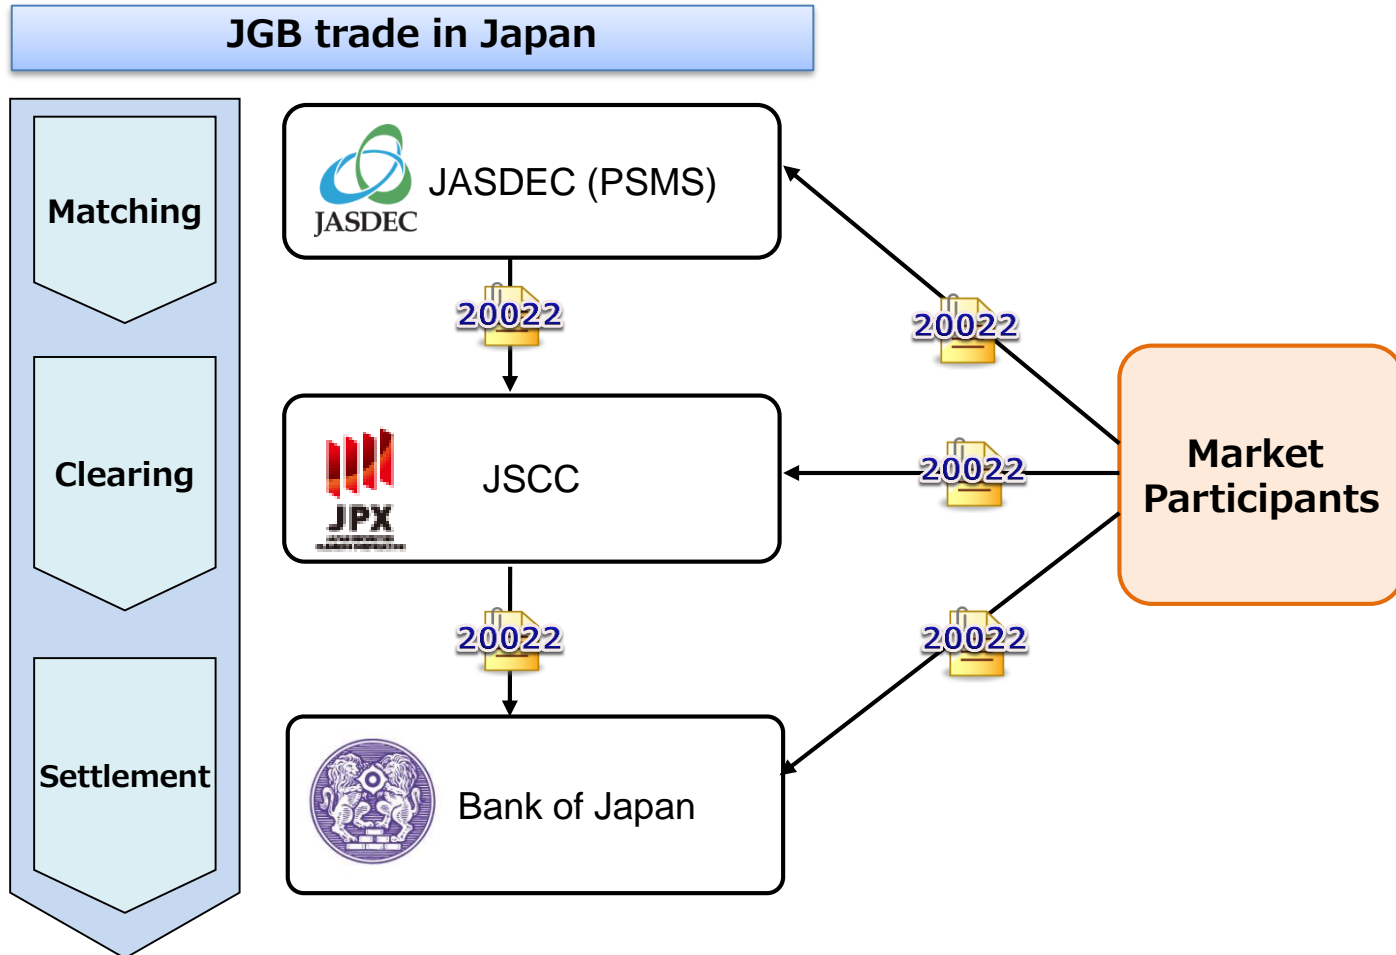 JGB trade in Japan
Matching
JASDEC
JASDEC (PSMS)
20022
20022
Clearing
JPX
JSCC
20022
Market
Participants
20022
20022
Settlement
Bank of Japan